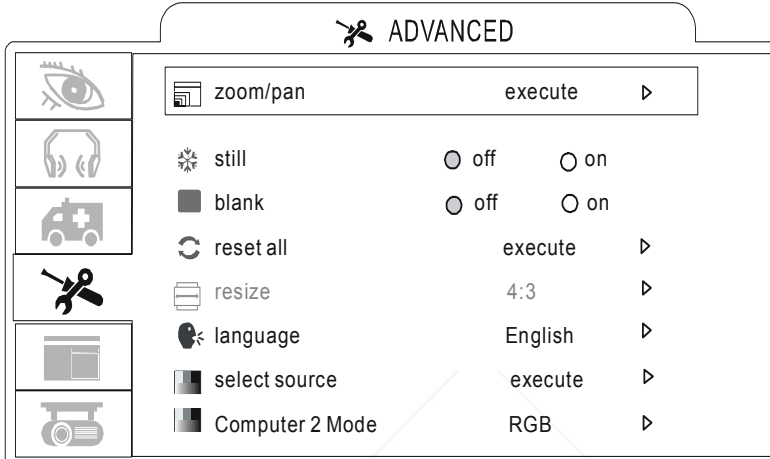 ADVANCED
zoom/pan execute
still off on
blank off on
reset all execute
resize 4:3
language English
select source execute
Computer 2 Mode RGB